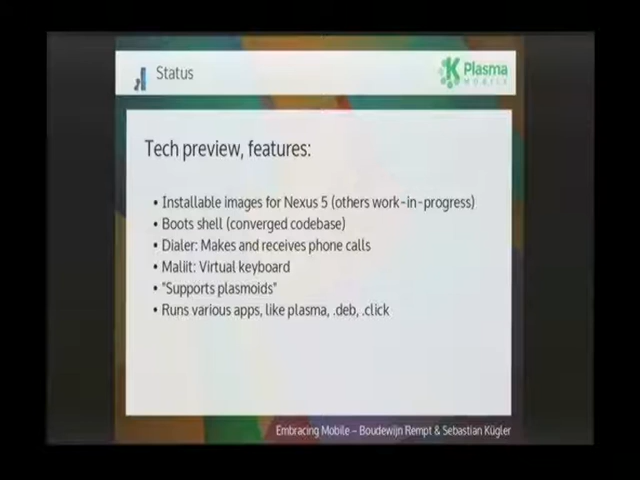 Status
Plasma
MOBILE
Tech preview, features:
• Installable images for Nexus 5 (others work-in-progress)
• Boots shell (converged codebase)
• Dialer: Makes and receives phone calls
• Maliit: Virtual keyboard
• "Supports plasmoids"
• Runs various apps, like plasma, .deb, .click
Embracing Mobile – Boudewijn Rempt & Sebastian Kügler